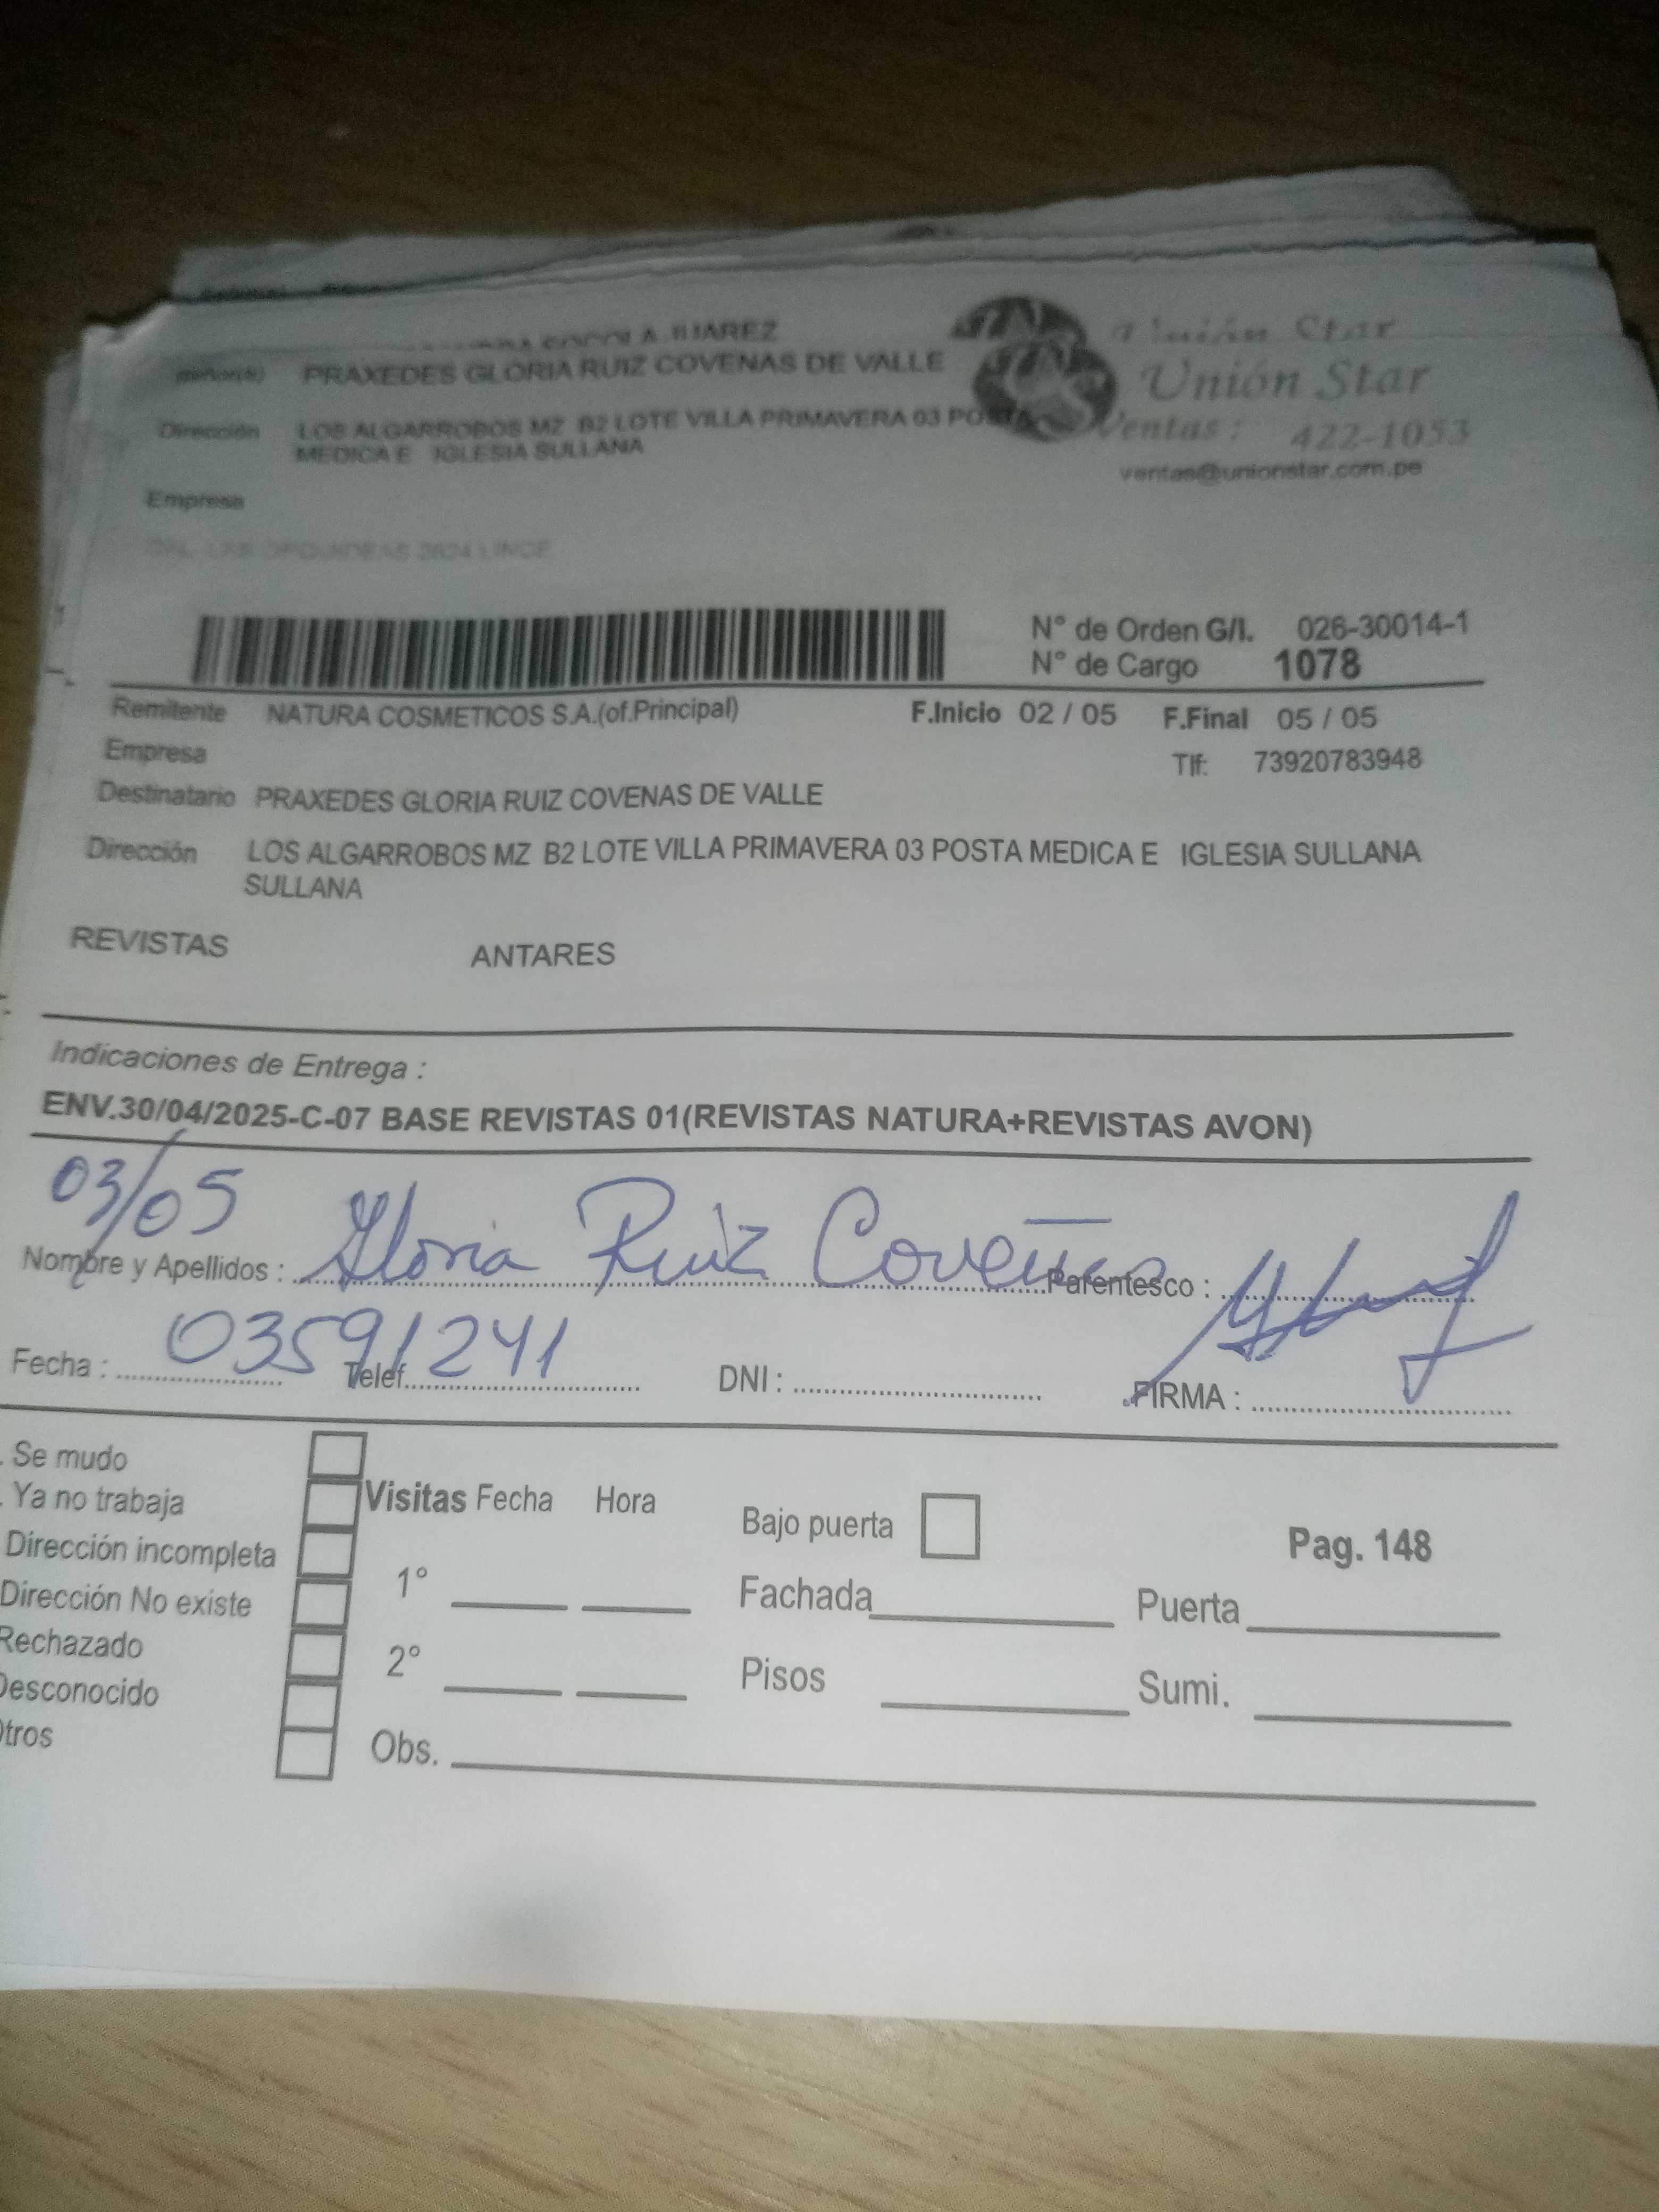 JUAREZ
Señor(s) PRAXEDES GLORIA RUIZ COVENAS DE VALLE
Unión Star
Unión Star
Dirección LOS ALGARROBOS MZ B2 LOTE VILLA PRIMAVERA 03 POSTA
MEDICA E IGLESIA SULLANA
Ventas: 422-1053
ventas@unionstar.com.pe
Empresa
2624 LINCE
N° de Orden G/I. 026-30014-1
N° de Cargo 1078
Remitente NATURA COSMETICOS S.A.(of.Principal) F.Inicio 02 / 05 F.Final 05 / 05
Empresa Tlf: 73920783948
Destinatario PRAXEDES GLORIA RUIZ COVENAS DE VALLE
Dirección LOS ALGARROBOS MZ B2 LOTE VILLA PRIMAVERA 03 POSTA MEDICA E IGLESIA SULLANA
SULLANA
REVISTAS ANTARES
Indicaciones de Entrega :
ENV.30/04/2025-C-07 BASE REVISTAS 01(REVISTAS NATURA+REVISTAS AVON)
03/05
Nombre y Apellidos : Gloria Ruiz Coveñas Parentesco :
03591241
Fecha : Telef. DNI : FIRMA :
. Se mudo
. Ya no trabaja
Dirección incompleta
Dirección No existe
Rechazado
Desconocido
Otros
Visitas Fecha Hora
1°
2°
Obs.
Bajo puerta
Pag. 148
Fachada Puerta
Pisos Sumi.